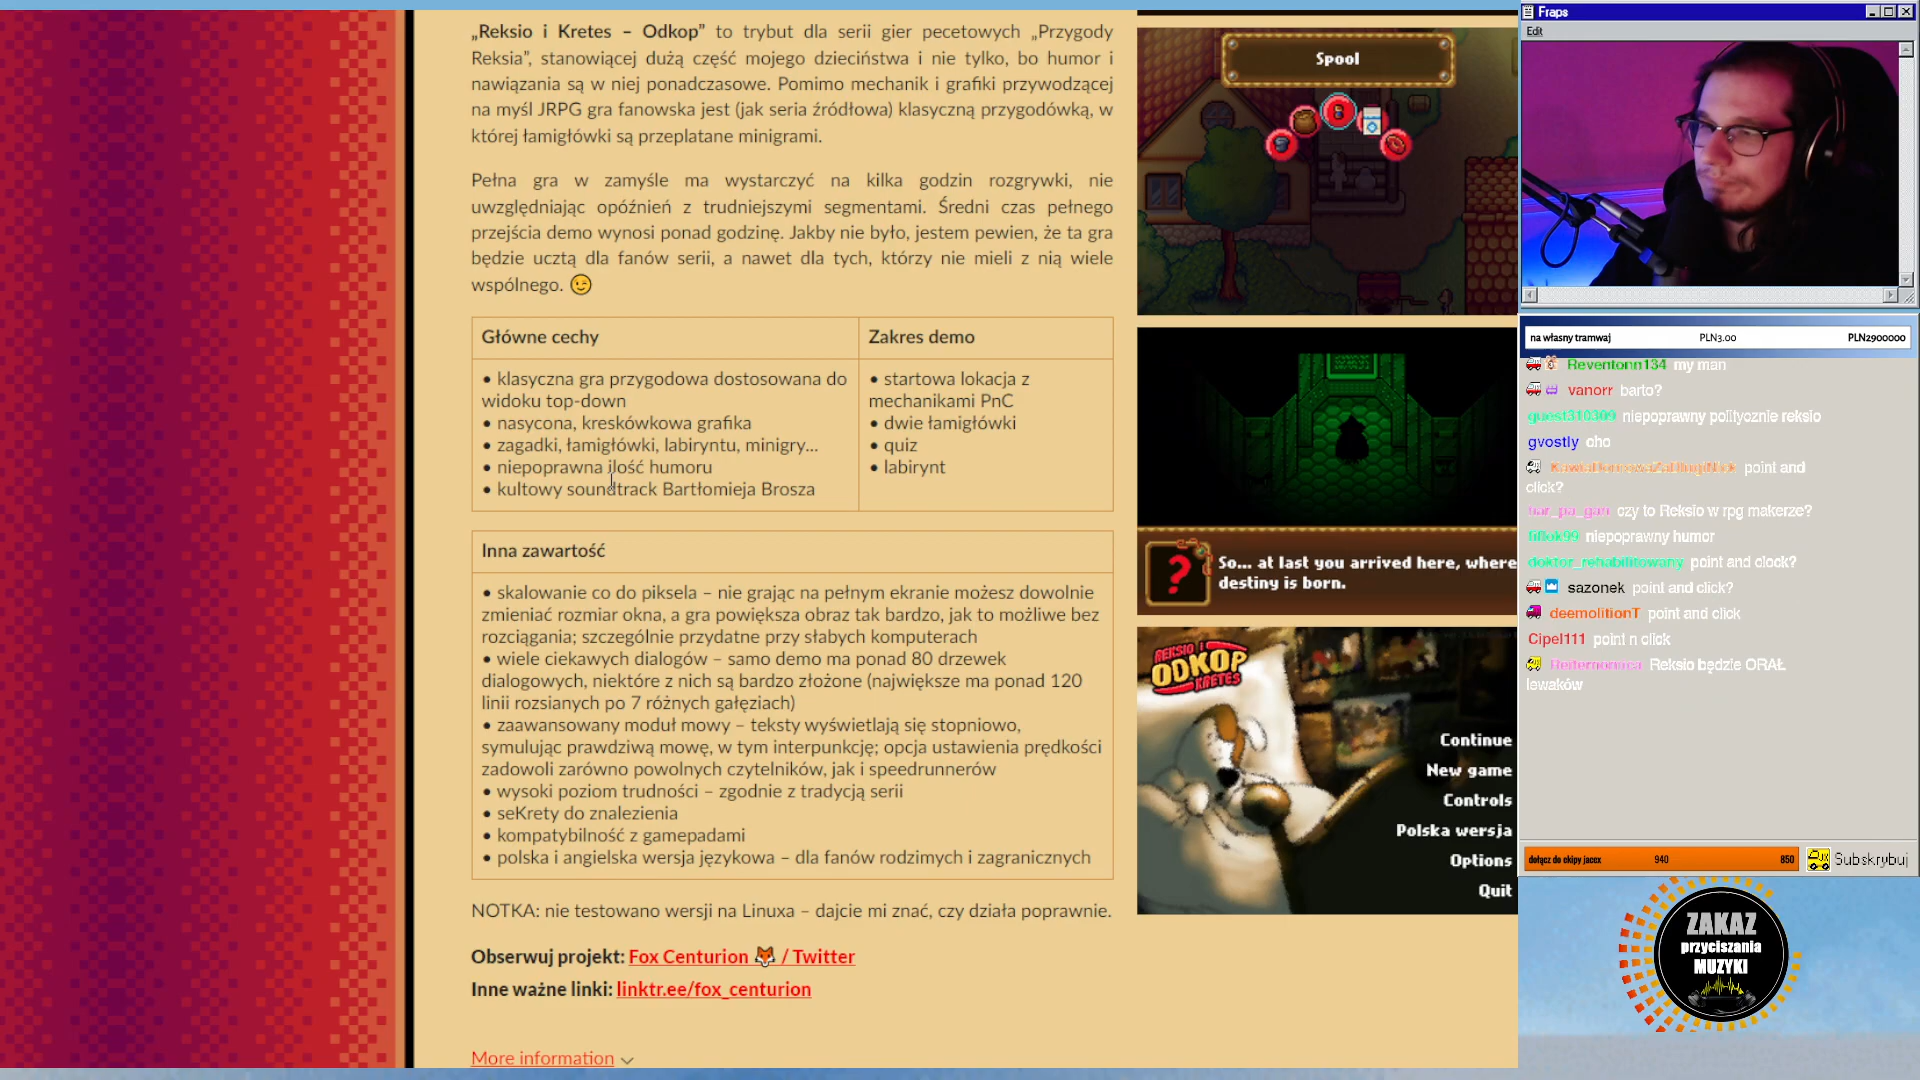 „Reksio i Kretes – Odkop” to trybut dla serii gier pecetowych „Przygody
Reksia”, stanowiącej dużą część mojego dzieciństwa i nie tylko, bo humor i
nawiązania są w niej ponadczasowe. Pomimo mechanik i grafiki przywodzącej
na myśl JRPG gra fanowska jest (jak seria źródłowa) klasyczną przygodówką, w
której łamigłówki są przeplatane minigrami.
Pełna gra w zamyśle ma wystarczyć na kilka godzin rozgrywki, nie
uwzględniając opóźnień z trudniejszymi segmentami. Średni czas pełnego
przejścia demo wynosi ponad godzinę. Jakby nie było, jestem pewien, że ta gra
będzie ucztą dla fanów serii, a nawet dla tych, którzy nie mieli z nią wiele
wspólnego. 😉
Główne cechy
• klasyczna gra przygodowa dostosowana do
widoku top-down
• nasycona, kreskówkowa grafika
• zagadki, łamigłówki, labiryntu, minigry...
• niepoprawna ilość humoru
• kultowy soundtrack Bartłomieja Brosza
Zakres demo
• startowa lokacja z
mechanikami PnC
• dwie łamigłówki
• quiz
• labirynt
Inna zawartość
• skalowanie co do piksela – nie grając na pełnym ekranie możesz dowolnie
zmieniać rozmiar okna, a gra powiększa obraz tak bardzo, jak to możliwe bez
rozciągania; szczególnie przydatne przy słabych komputerach
• wiele ciekawych dialogów – samo demo ma ponad 80 drzewek
dialogowych, niektóre z nich są bardzo złożone (największe ma ponad 120
linii rozsianych po 7 różnych gałęziach)
• zaawansowany moduł mowy – teksty wyświetlają się stopniowo,
symulując prawdziwą mowę, w tym interpunkcję; opcja ustawienia prędkości
zadowoli zarówno powolnych czytelników, jak i speedrunnerów
• wysoki poziom trudności – zgodnie z tradycją serii
• seKrety do znalezienia
• kompatybilność z gamepadami
• polska i angielska wersja językowa – dla fanów rodzimych i zagranicznych
NOTKA: nie testowano wersji na Linuxa – dajcie mi znać, czy działa poprawnie.
Obserwuj projekt: Fox Centurion 🦊 / Twitter
Inne ważne linki: linktr.ee/fox_centurion
More information
Spool
So... at last you arrived here, where
destiny is born.
REKSIO I
ODKOP
KRETES
Continue
New game
Controls
Polska wersja
Options
Quit
Fraps
Edit
na własny tramwaj PLN3.00 PLN2900000
Reventonn134 my man
vanorr barto?
guest310309 niepoprawny politycznie reksio
gvostly oho
point and
click?
czy to Reksio w rpg makerze?
niepoprawny humor
doktor_rehabilitowany point and clock?
sazonek point and click?
deemolitionT point and click
Cipel111 point n click
Reksio będzie ORAŁ
lewaków
dołącz do ekipy jacex 940 850
Subskrybuj
ZAKAZ
przyciszania
MUZYKI